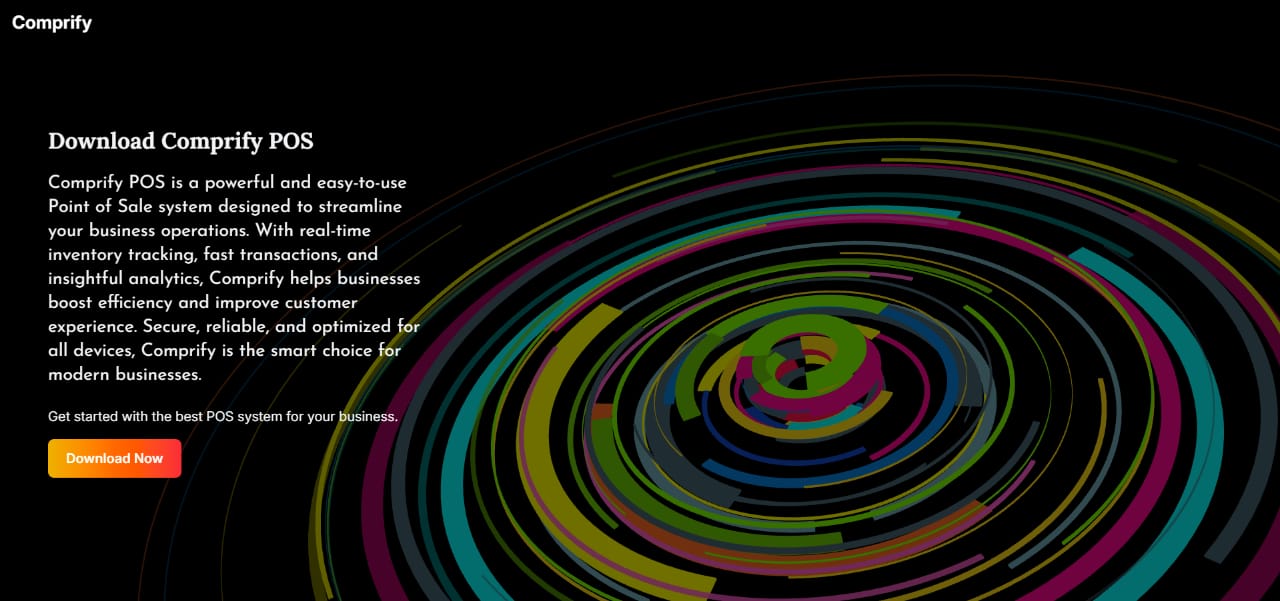 Comprify
Download Comprify POS
Comprify POS is a powerful and easy-to-use
Point of Sale system designed to streamline
your business operations. With real-time
inventory tracking, fast transactions, and
insightful analytics, Comprify helps businesses
boost efficiency and improve customer
experience. Secure, reliable, and optimized for
all devices, Comprify is the smart choice for
modern businesses.
Get started with the best POS system for your business.
Download Now